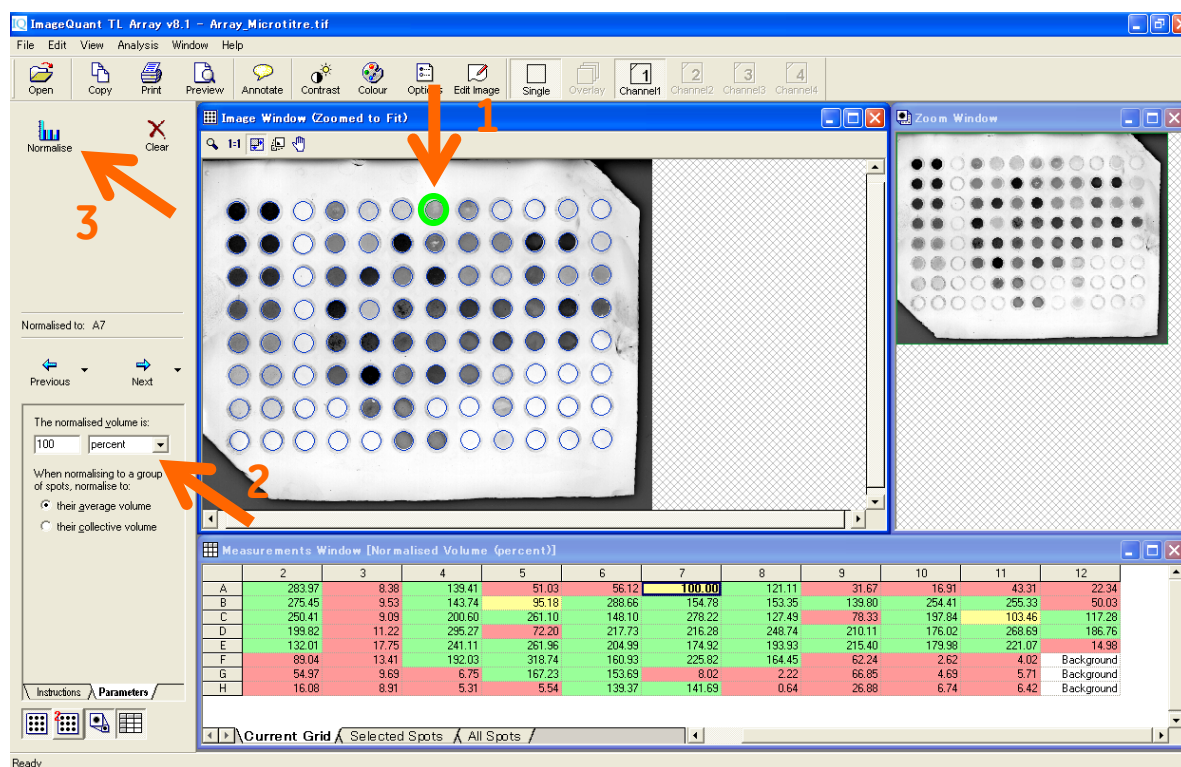 ImageQuant TL Array v8.1 - Array_Microtitre.tif
File Edit View Analysis Window Help
Open Copy Print Preview Annotate Contrast Colour Options Edit Image Single Overlay Channel1 Channel2 Channel3 Channel4
1 1 2 3 4
Normalise Clear
3
Normalised to: A7
Previous Next
The normalised volume is:
100 percent
When normalising to a group
of spots, normalise to:
their average volume
their collective volume
2
Instructions Parameters
Image Window (Zoomed to Fit)
1:1
Zoom Window
Measurements Window [Normalised Volume (percent)]
2 3 4 5 6 7 8 9 10 11 12
A 283.97 8.38 139.41 51.03 56.12 100.00 121.11 31.67 16.91 43.31 22.34
B 275.45 9.53 143.74 95.18 288.66 154.78 153.35 139.80 254.41 255.33 50.03
C 250.41 9.09 200.60 261.10 148.10 278.22 127.49 78.33 197.84 103.46 117.28
D 199.82 11.22 295.27 72.20 217.73 216.28 248.74 210.11 176.02 268.69 186.76
E 132.01 17.75 241.11 261.96 204.99 174.92 193.93 215.40 179.98 221.07 14.98
F 89.04 13.41 192.03 318.74 160.93 225.82 164.45 62.24 2.62 4.02 Background
G 54.97 9.69 6.75 167.23 153.69 8.02 2.22 66.85 4.69 5.71 Background
H 16.08 8.91 5.31 5.54 139.37 141.69 0.64 26.88 6.74 6.42 Background
Current Grid Selected Spots All Spots
Ready